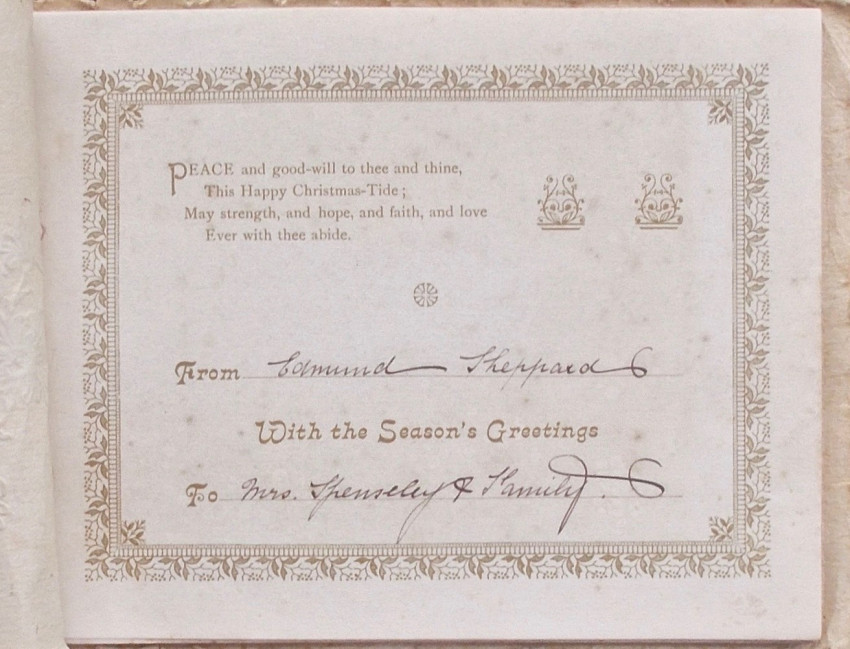 PEACE and good-will to thee and thine,
This Happy Christmas-Tide;
May strength, and hope, and faith, and love
Ever with thee abide.
From Edmund Sheppard
With the Season's Greetings
To Mrs. Spenseley & Family.